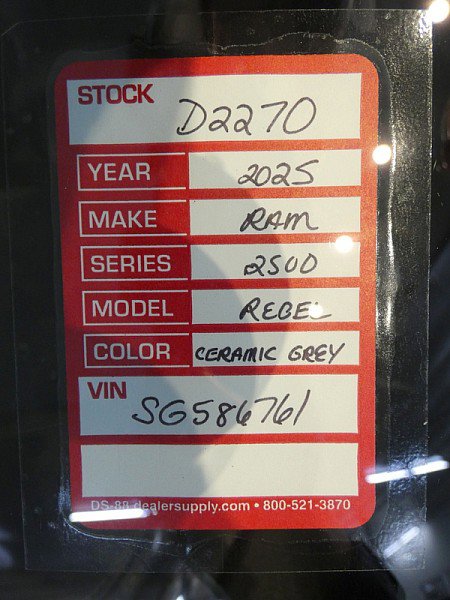 STOCK
D2270
YEAR 2025
MAKE RAM
SERIES 2500
MODEL REBEL
COLOR CERAMIC GREY
VIN
SG586761
DS-88 dealersupply.com • 800-521-3870